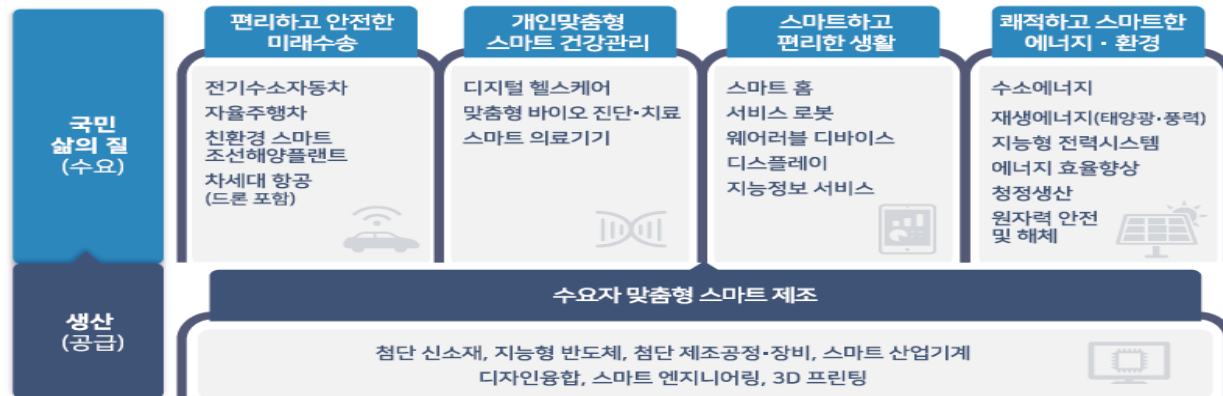 국민
삶의 질
(수요)
편리하고 안전한
미래수송
전기수소자동차
자율주행차
친환경 스마트
조선해양플랜트
차세대 항공
(드론 포함)
개인맞춤형
스마트 건강관리
디지털 헬스케어
맞춤형 바이오 진단·치료
스마트 의료기기
스마트하고
편리한 생활
스마트 홈
서비스 로봇
웨어러블 디바이스
디스플레이
지능정보 서비스
쾌적하고 스마트한
에너지 · 환경
수소에너지
재생에너지(태양광·풍력)
지능형 전력시스템
에너지 효율향상
청정생산
원자력 안전
및 해체
생산
(공급)
수요자 맞춤형 스마트 제조
첨단 신소재, 지능형 반도체, 첨단 제조공정·장비, 스마트 산업기계
디자인융합, 스마트 엔지니어링, 3D 프린팅